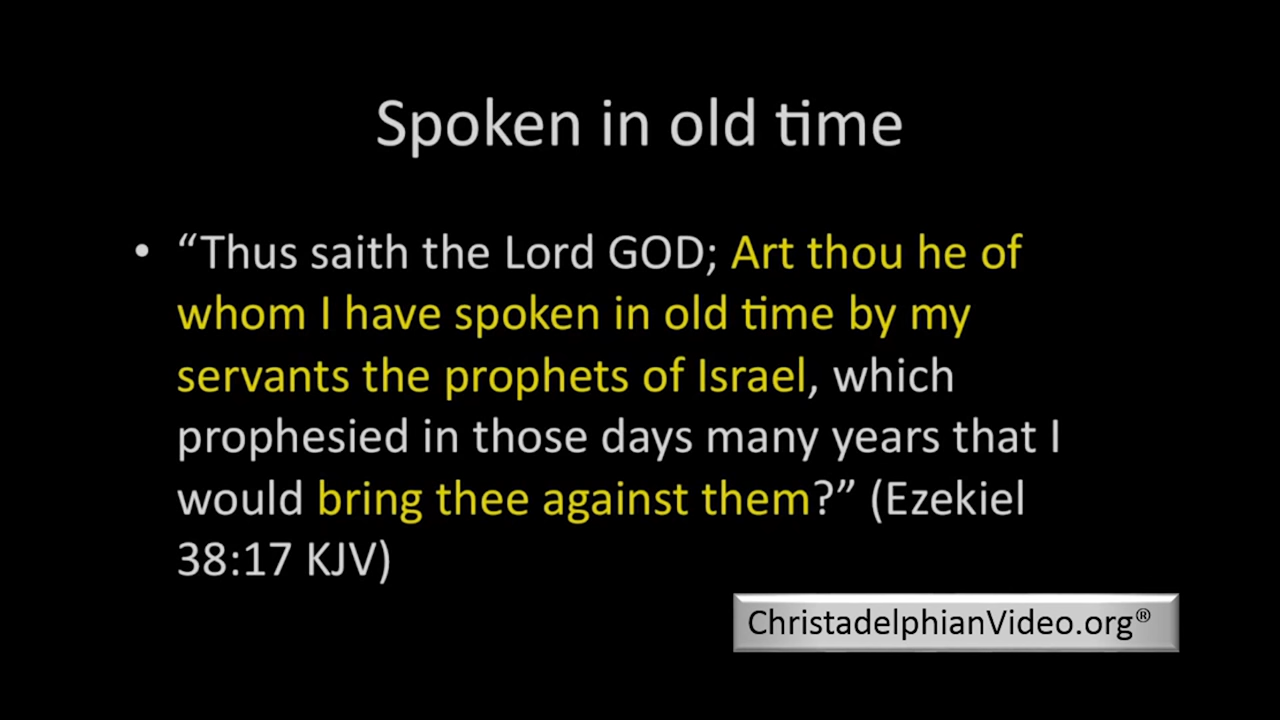 Spoken in old time
• “Thus saith the Lord GOD; Art thou he of
whom I have spoken in old time by my
servants the prophets of Israel, which
prophesied in those days many years that I
would bring thee against them?” (Ezekiel
38:17 KJV)
ChristadelphianVideo.org®